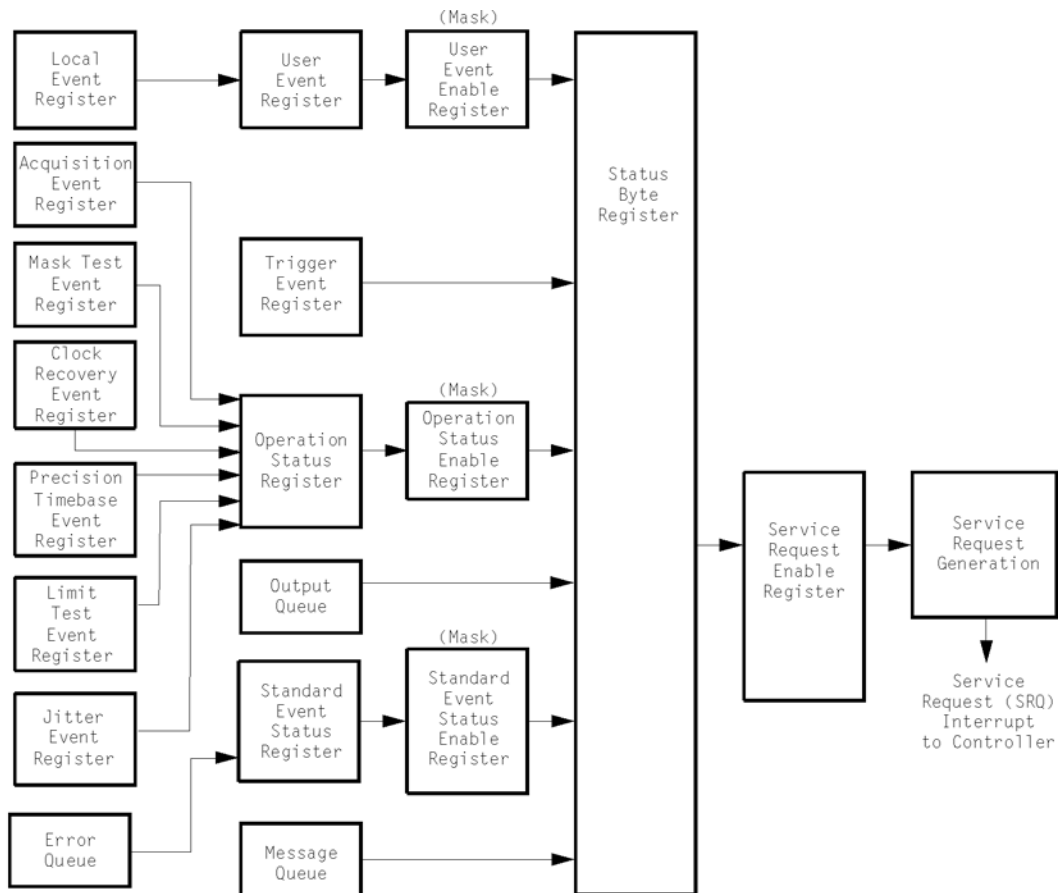 Local
Event
Register
User
Event
Register
(Mask)
User
Event
Enable
Register
Status
Byte
Register
Acquisition
Event
Register
Mask Test
Event
Register
Trigger
Event
Register
Clock
Recovery
Event
Register
Operation
Status
Register
(Mask)
Operation
Status
Enable
Register
Precision
Timebase
Event
Register
Service
Request
Enable
Register
Service
Request
Generation
Limit
Test
Event
Register
Output
Queue
Jitter
Event
Register
Standard
Event
Status
Register
(Mask)
Standard
Event
Status
Enable
Register
Service
Request (SRQ)
Interrupt
to Controller
Error
Queue
Message
Queue